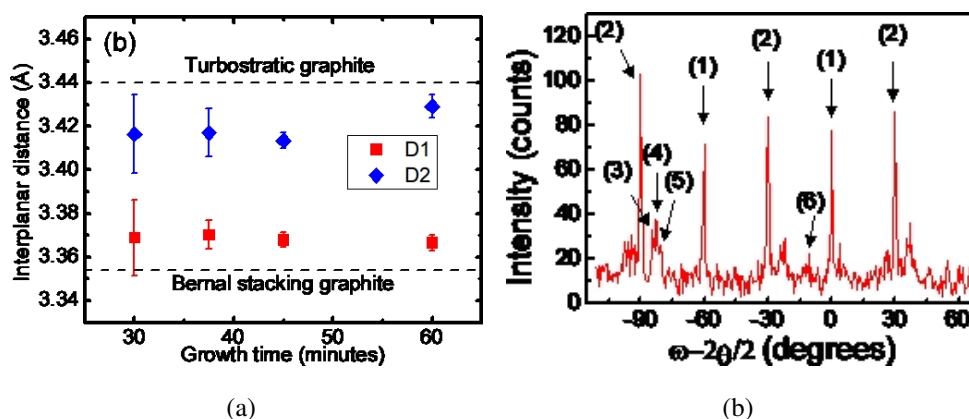 (b)
3.46
3.44
3.42
3.40
3.38
3.36
3.34
Interplanar distance (Å)
Turbostratic graphite
D1
D2
Bernal stacking graphite
30
40
50
60
Growth time (minutes)
(a)
b)
120
100
80
60
40
20
0
Intensity (counts)
(2)
(1)
(2)
(1)
(2)
(3)
(4)
(5)
(6)
-90
-60
-30
0
30
60
ω-2θ/2 (degrees)
(b)